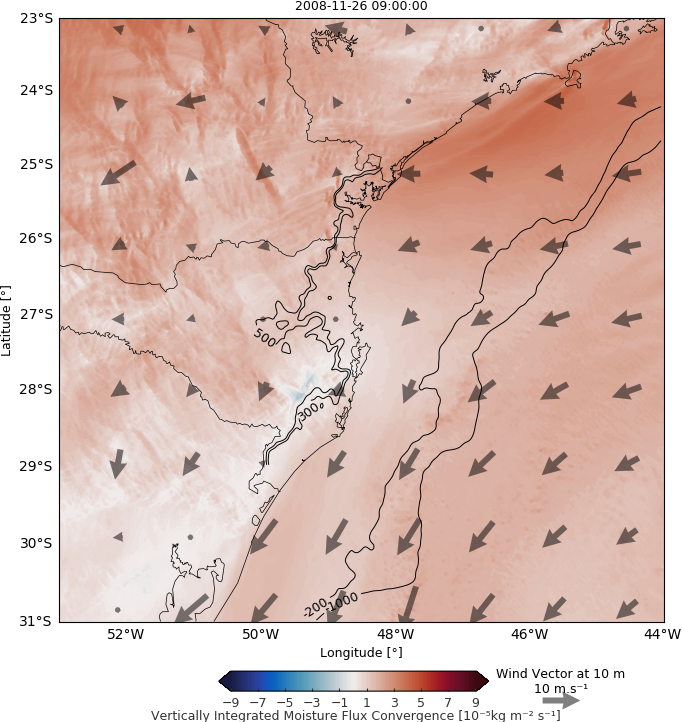 2008-11-26 09:00:00
23°S
24°S
25°S
26°S
27°S
28°S
29°S
30°S
31°S
Latitude [°]
500
300
-200
-1000
52°W 50°W 48°W 46°W 44°W
Longitude [°]
−9 −7 −5 −3 −1 1 3 5 7 9
Vertically Integrated Moisture Flux Convergence [10⁻⁵kg m⁻² s⁻¹]
Wind Vector at 10 m
10 m.s⁻¹